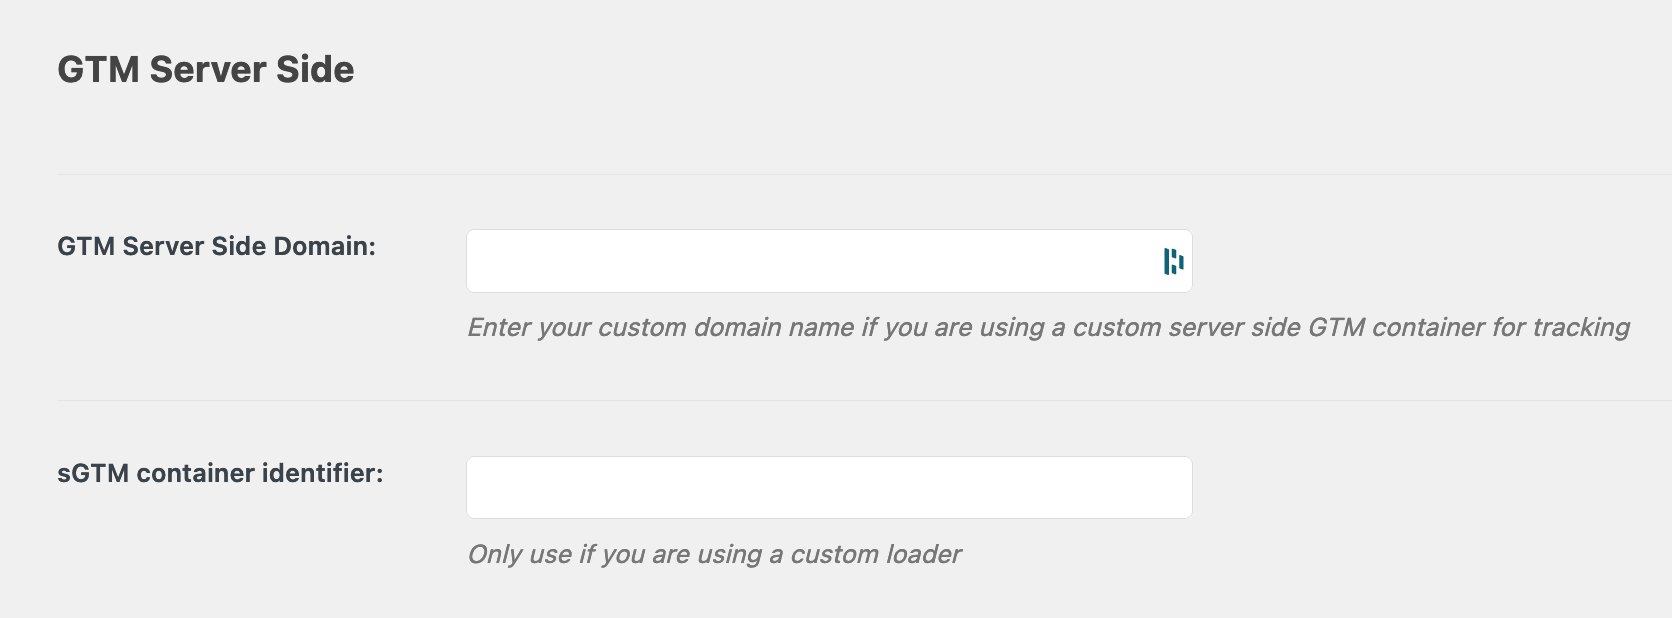 GTM Server Side
GTM Server Side Domain:
Enter your custom domain name if you are using a custom server side GTM container for tracking
sGTM container identifier:
Only use if you are using a custom loader